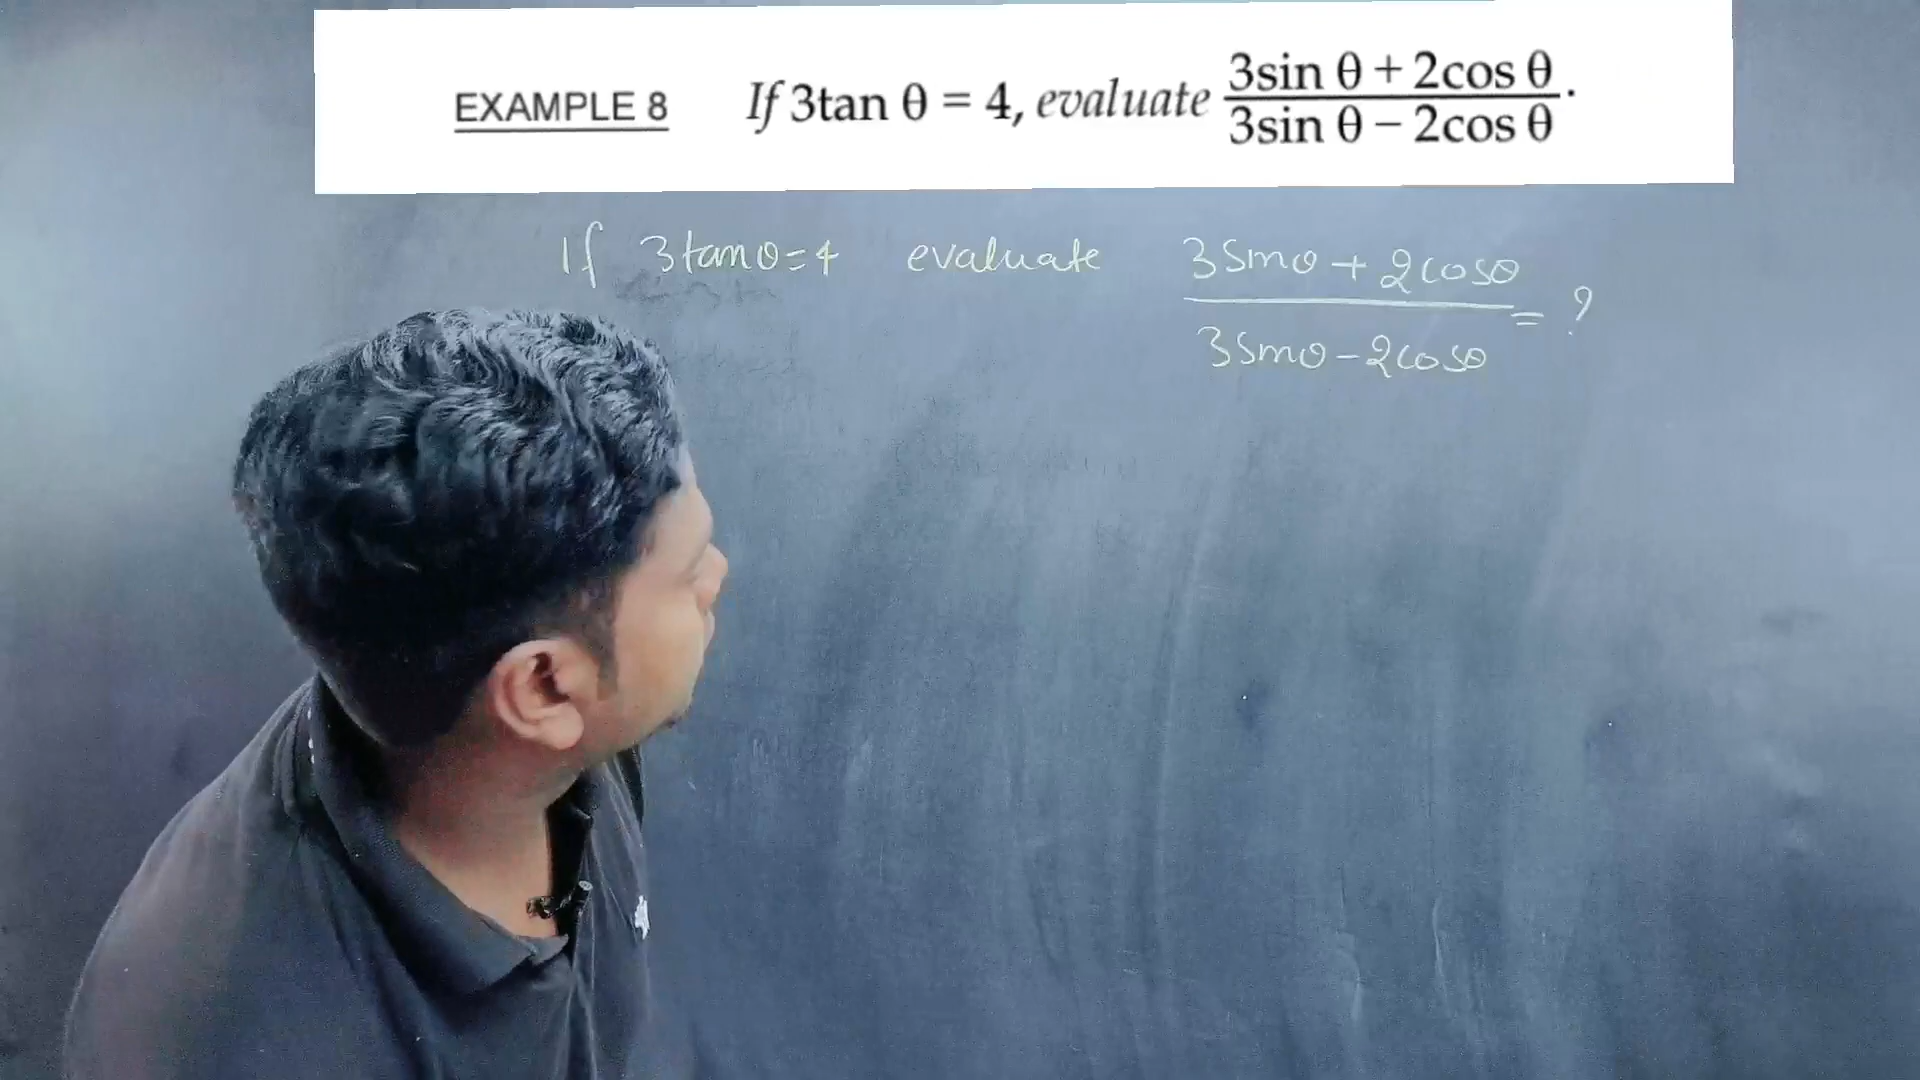 EXAMPLE 8 If 3tan θ = 4, evaluate (3sin θ + 2cos θ)/(3sin θ − 2cos θ).
If 3tanθ=4 evaluate (3sinθ + 2cosθ)/(3sinθ − 2cosθ) = ?